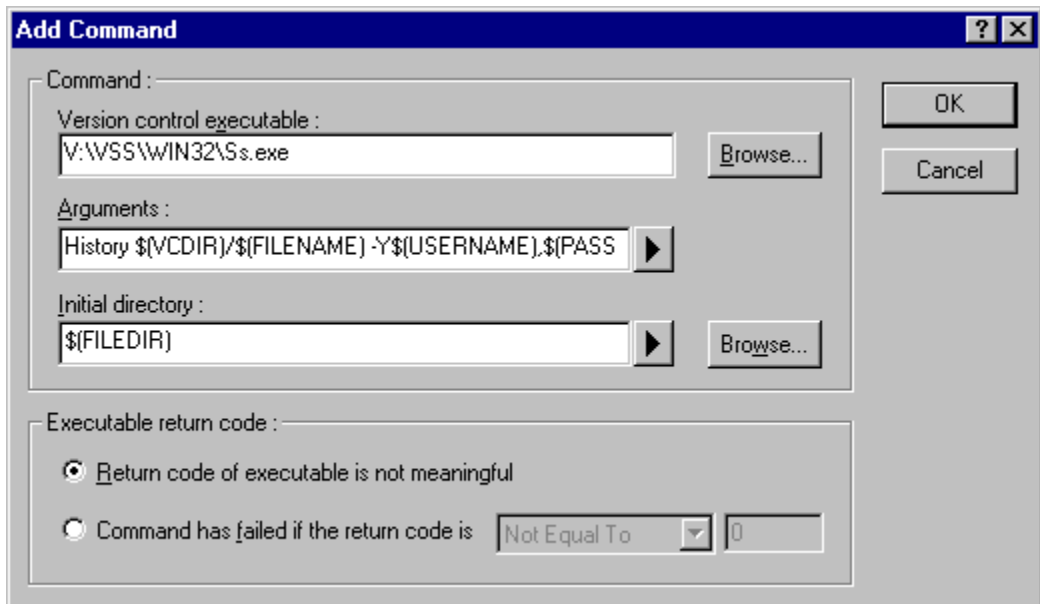 Add Command
Command :
OK
Version control executable :
V:\VSS\WIN32\Ss.exe
Browse...
Cancel
Arguments :
History $(VCDIR)/$(FILENAME) -Y$(USERNAME),$(PASS
Initial directory :
$(FILEDIR)
Browse...
Executable return code :
Return code of executable is not meaningful
Command has failed if the return code is Not Equal To 0